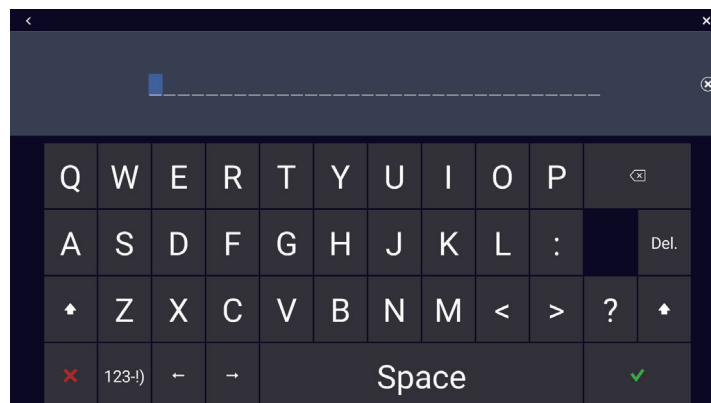 Q W E R T Y U I O P
A S D F G H J K L : Del.
Z X C V B N M < > ?
123-!) ← → Space